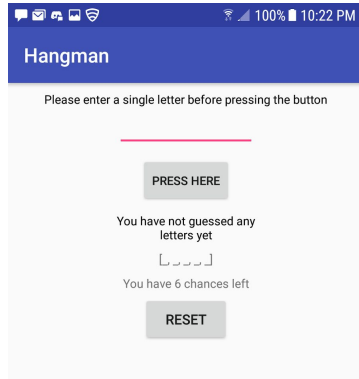 100% 10:22 PM
Hangman
Please enter a single letter before pressing the button
PRESS HERE
You have not guessed any
letters yet
[_, _, _, _, _]
You have 6 chances left
RESET